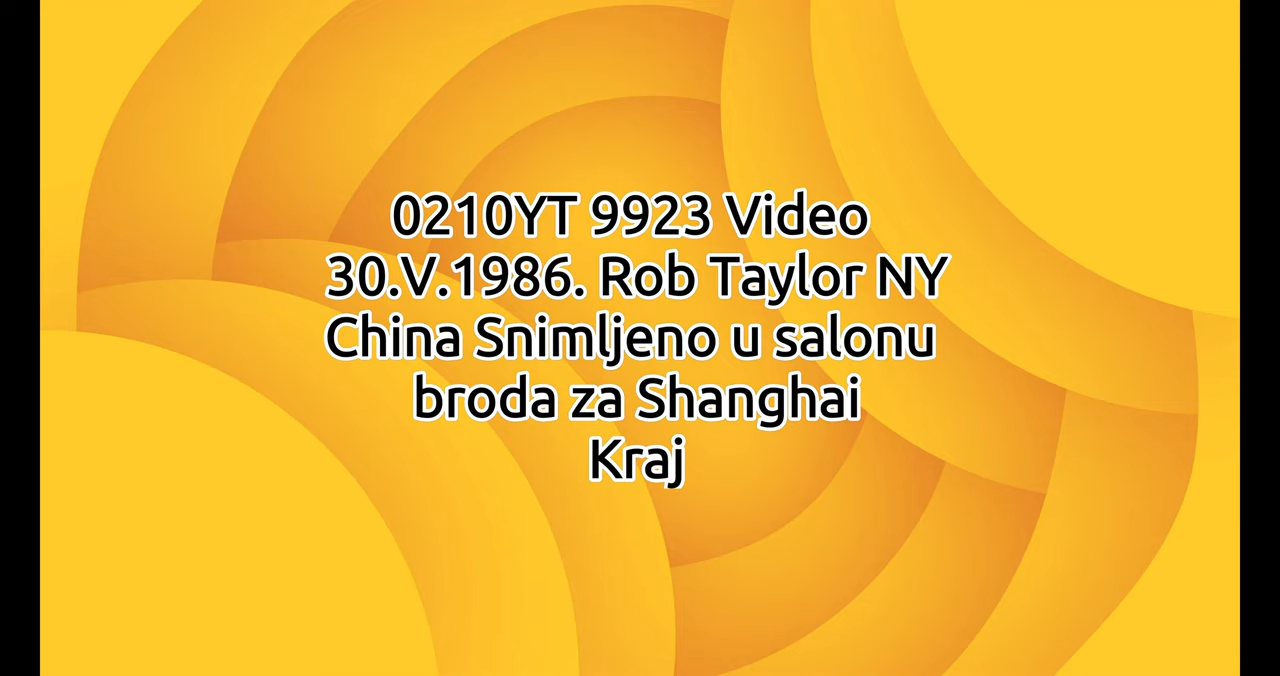 0210YT 9923 Video
30.V.1986. Rob Taylor NY
China Snimljeno u salonu
broda za Shanghai
Kraj